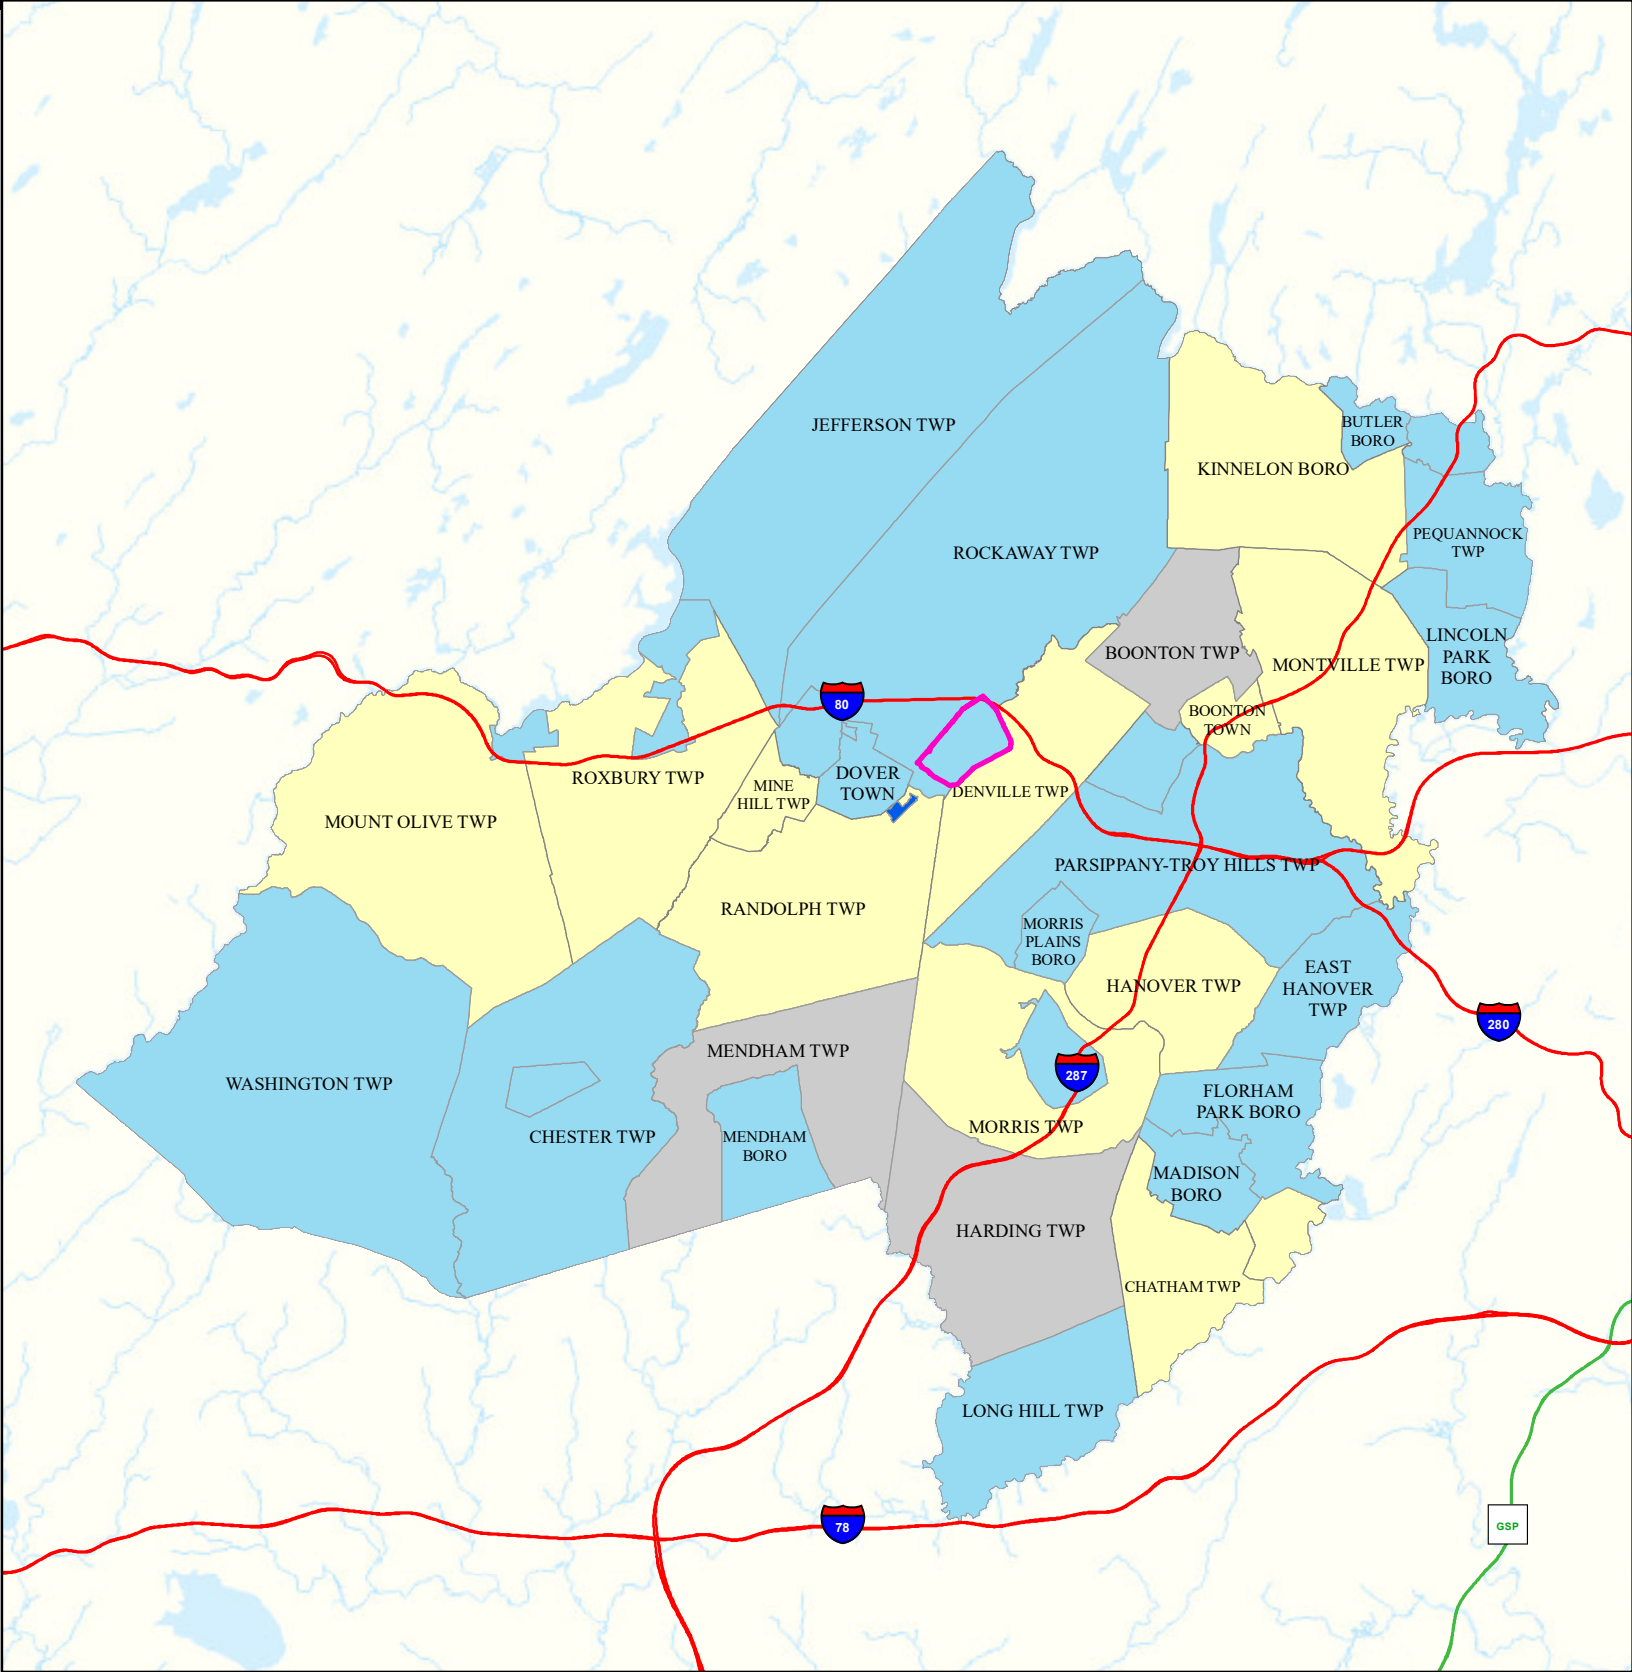 JEFFERSON TWP
BUTLER
BORO
KINNELON BORO
PEQUANNOCK
TWP
ROCKAWAY TWP
LINCOLN
PARK
BORO
BOONTON TWP
MONTVILLE TWP
80
BOONTON
TOWN
ROXBURY TWP
MINE
HILL TWP
DOVER
TOWN
DENVILLE TWP
MOUNT OLIVE TWP
PARSIPPANY-TROY HILLS TWP
RANDOLPH TWP
MORRIS
PLAINS
BORO
HANOVER TWP
EAST
HANOVER
TWP
280
MENDHAM TWP
287
WASHINGTON TWP
FLORHAM
PARK BORO
CHESTER TWP
MENDHAM
BORO
MORRIS TWP
MADISON
BORO
HARDING TWP
CHATHAM TWP
LONG HILL TWP
78
GSP